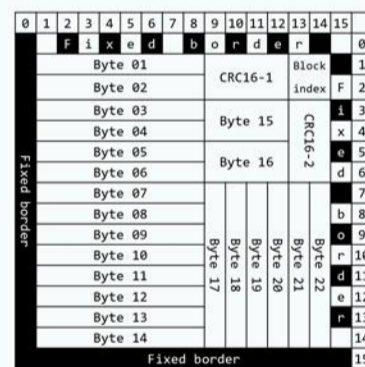 0 1 2 3 4 5 6 7 8 9 10 11 12 13 14 15
Fixed border 0
Byte 01 CRC16-1 Block index 1
Byte 02 2
Byte 03 Byte 15 CRC16-2 3
Byte 04 4
Byte 05 Byte 16 5
Byte 06 6
Byte 07 7
Byte 08 8
Byte 09 9
Byte 10 10
Byte 11 11
Byte 12 12
Byte 13 13
Byte 14 14
Byte 17
Byte 18
Byte 19
Byte 20
Byte 21
Byte 22
Fixed border
Fixed border
Fixed border 15